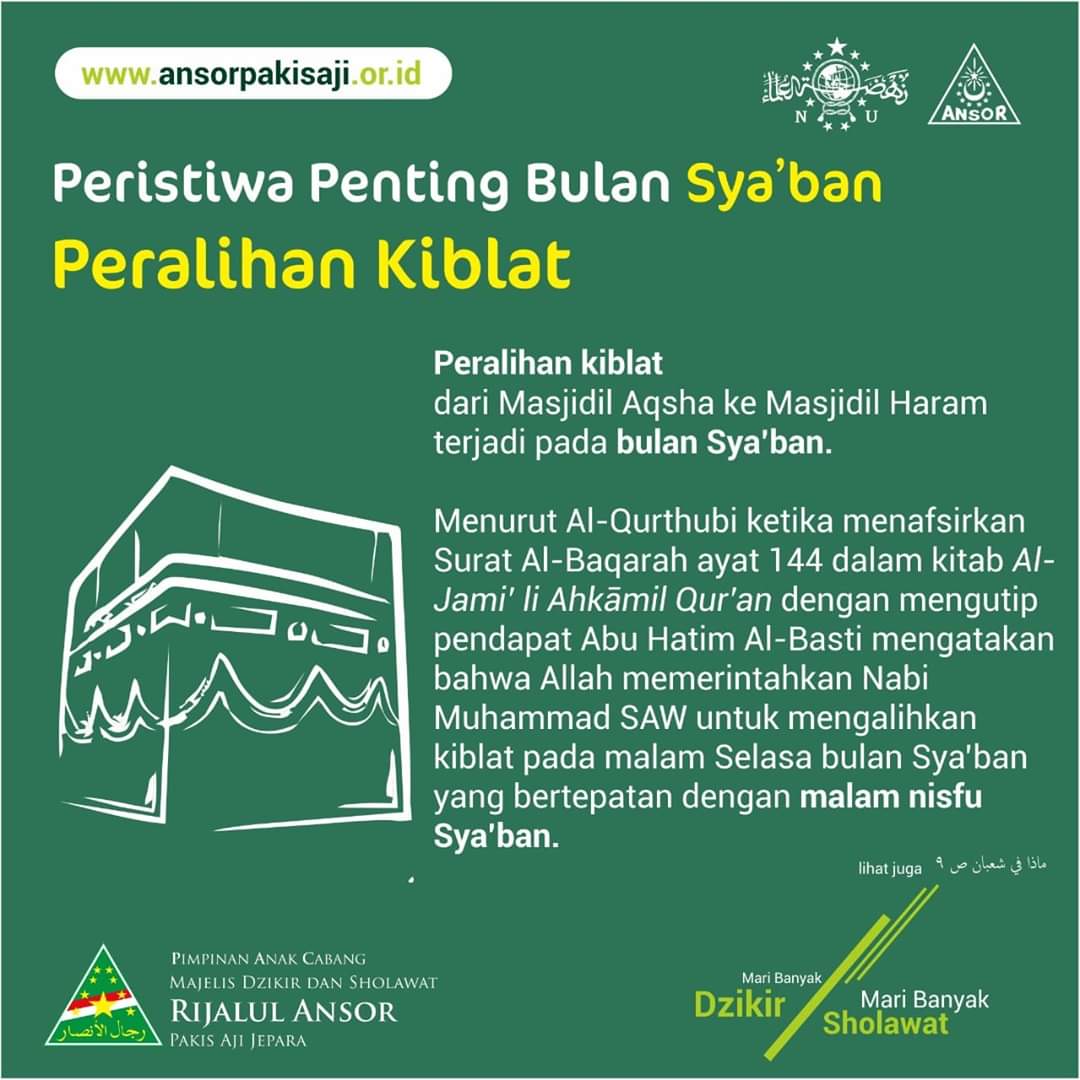 www.ansorpakisaji.or.id
نهضة العلماء
N U
ANSOR
Peristiwa Penting Bulan Sya'ban
Peralihan Kiblat
Peralihan kiblat
dari Masjidil Aqsha ke Masjidil Haram
terjadi pada bulan Sya'ban.
Menurut Al-Qurthubi ketika menafsirkan
Surat Al-Baqarah ayat 144 dalam kitab Al-
Jami' li Ahkāmil Qur'an dengan mengutip
pendapat Abu Hatim Al-Basti mengatakan
bahwa Allah memerintahkan Nabi
Muhammad SAW untuk mengalihkan
kiblat pada malam Selasa bulan Sya'ban
yang bertepatan dengan malam nisfu
Sya'ban.
lihat juga ماذا في شعبان ص ٩
رجال الأنصار
Pimpinan Anak Cabang
Majelis Dzikir dan Sholawat
Rijalul Ansor
Pakis Aji Jepara
Mari Banyak
Dzikir
Mari Banyak
Sholawat